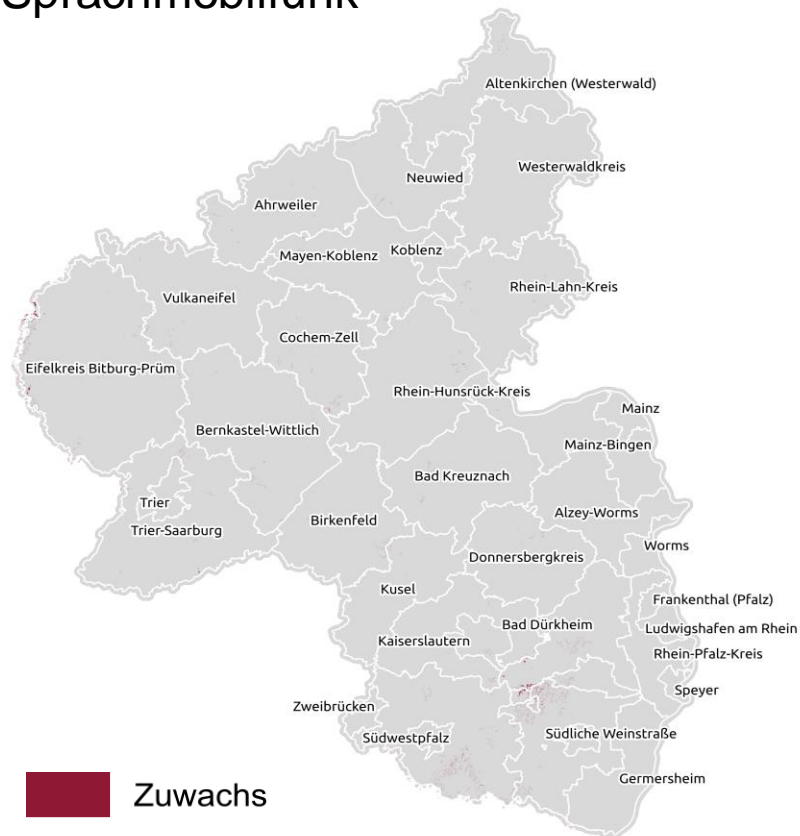 Sprachmobilfunk
Altenkirchen (Westerwald)
Westerwaldkreis
Neuwied
Ahrweiler
Koblenz
Mayen-Koblenz
Rhein-Lahn-Kreis
Vulkaneifel
Cochem-Zell
Eifelkreis Bitburg-Prüm
Rhein-Hunsrück-Kreis
Mainz
Bernkastel-Wittlich
Mainz-Bingen
Bad Kreuznach
Trier
Alzey-Worms
Birkenfeld
Trier-Saarburg
Worms
Donnersbergkreis
Kusel
Frankenthal (Pfalz)
Bad Dürkheim
Ludwigshafen am Rhein
Kaiserslautern
Rhein-Pfalz-Kreis
Speyer
Zweibrücken
Südliche Weinstraße
Südwestpfalz
Germersheim
Zuwachs